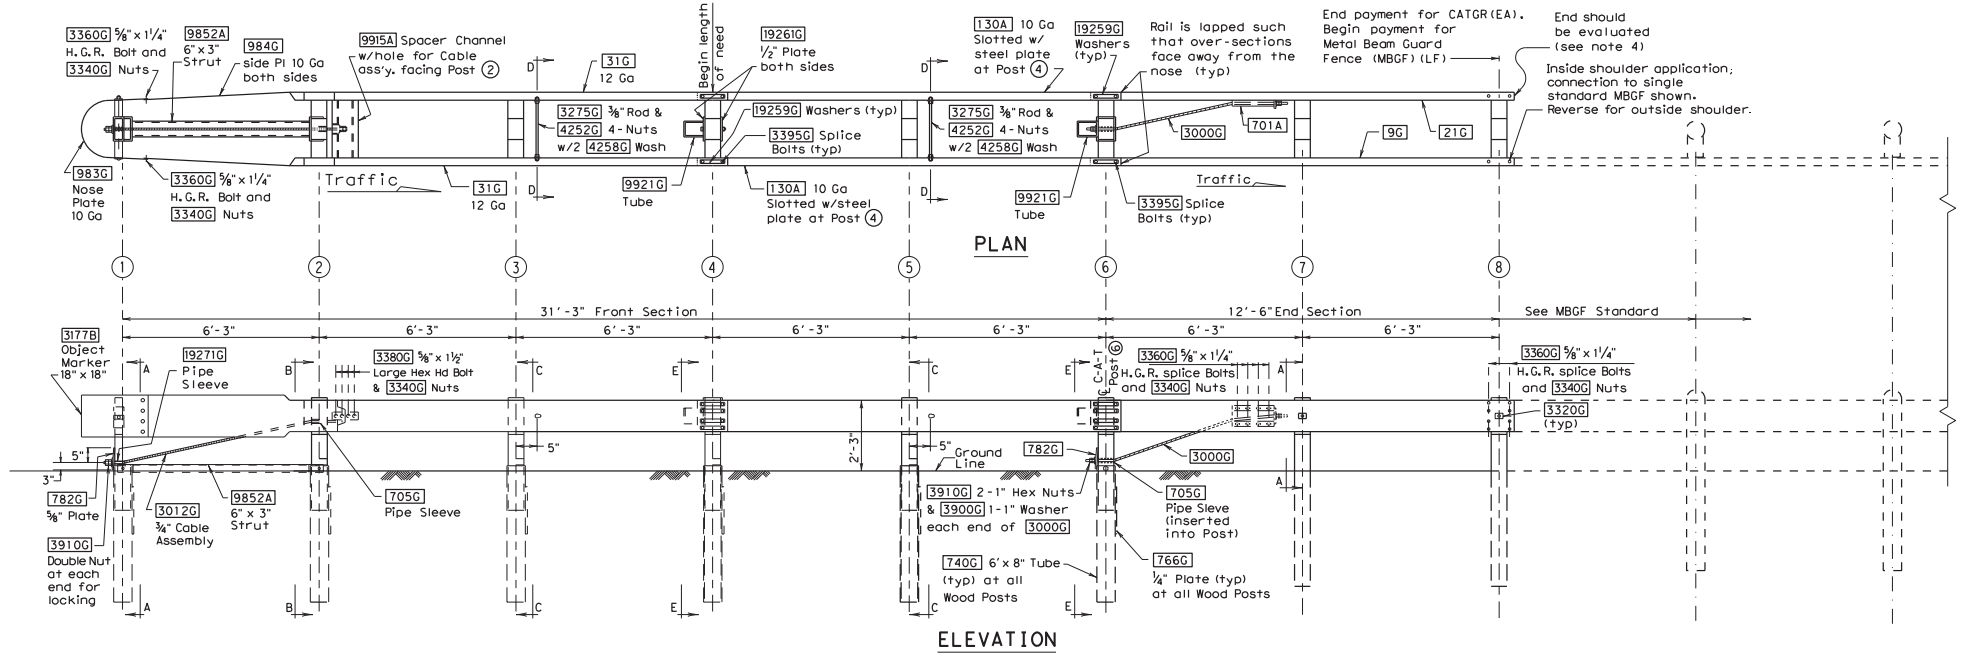 3360G ⅝" x 1¼"
H.G.R. Bolt and
3340G Nuts
9852A
6" x 3"
Strut
984G
side Pl 10 Ga
both sides
9915A Spacer Channel
w/hole for Cable
ass'y. facing Post 2
D
31G
12 Ga
Begin length
of need
19261G
½" Plate
both sides
D
130A 10 Ga
Slotted w/
steel plate
at Post 4
19259G
Washers
(typ)
Rail is lapped such
that over-sections
face away from the
nose (typ)
End payment for CATGR(EA).
Begin payment for
Metal Beam Guard
Fence (MBGF)(LF)
End should
be evaluated
(see note 4)
Inside shoulder application;
connection to single
standard MBGF shown.
Reverse for outside shoulder.
3275G ⅜" Rod &
4252G 4-Nuts
w/2 4258G Wash
19259G Washers (typ)
3395G Splice
Bolts (typ)
3275G ⅜" Rod &
4252G 4-Nuts
w/2 4258G Wash
3000G
701A
9G
21G
983G
Nose
Plate
10 Ga
3360G ⅝" x 1¼"
H.G.R. Bolt and
3340G Nuts
Traffic
31G
12 Ga
D
9921G
Tube
130A 10 Ga
Slotted w/steel
plate at Post 4
D
9921G
Tube
3395G Splice
Bolts (typ)
Traffic
PLAN
1
2
3
4
5
6
7
8
31'-3" Front Section
12'-6"End Section
See MBGF Standard
6'-3"
6'-3"
6'-3"
6'-3"
6'-3"
6'-3"
6'-3"
3177B
Object
Marker
18" x 18"
19271G
Pipe
Sleeve
A
B
3380G ⅝" x 1½"
Large Hex Hd Bolt
& 3340G Nuts
C
E
C
E
C-A-T
Post 6
3360G ⅝" x 1¼"
H.G.R. splice Bolts
and 3340G Nuts
A
3360G ⅝" x 1¼"
H.G.R. splice Bolts
and 3340G Nuts
3320G
(typ)
5"
3"
5"
2'-3"
5"
Ground
Line
782G
3000G
782G
⅝" Plate
3012G
¾" Cable
Assembly
9852A
6" x 3"
Strut
705G
Pipe Sleeve
3910G 2-1" Hex Nuts
& 3900G 1-1" Washer
each end of 3000G
705G
Pipe Sleve
(inserted
into Post)
A
3910G
Double Nut
at each
end for
locking
740G 6'x 8" Tube
(typ) at all
Wood Posts
766G
¼" Plate (typ)
at all Wood Posts
A
B
C
E
C
E
ELEVATION